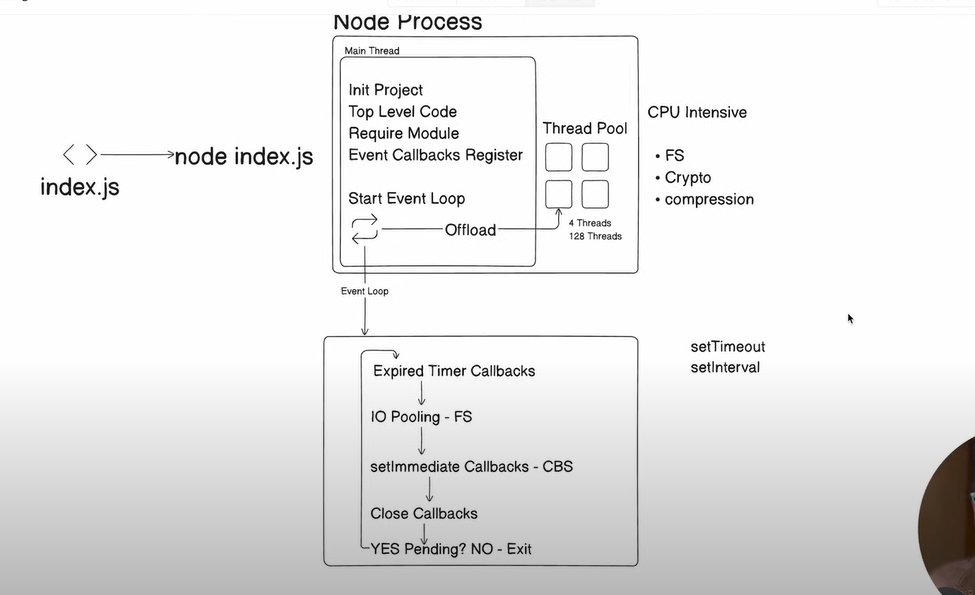 Node Process
Main Thread
Init Project
Top Level Code
Require Module
Event Callbacks Register
Start Event Loop
Offload
Thread Pool
4 Threads
128 Threads
CPU Intensive
• FS
• Crypto
• compression
index.js
node index.js
Event Loop
Expired Timer Callbacks
IO Pooling - FS
setImmediate Callbacks - CBS
Close Callbacks
YES Pending? NO - Exit
setTimeout
setInterval